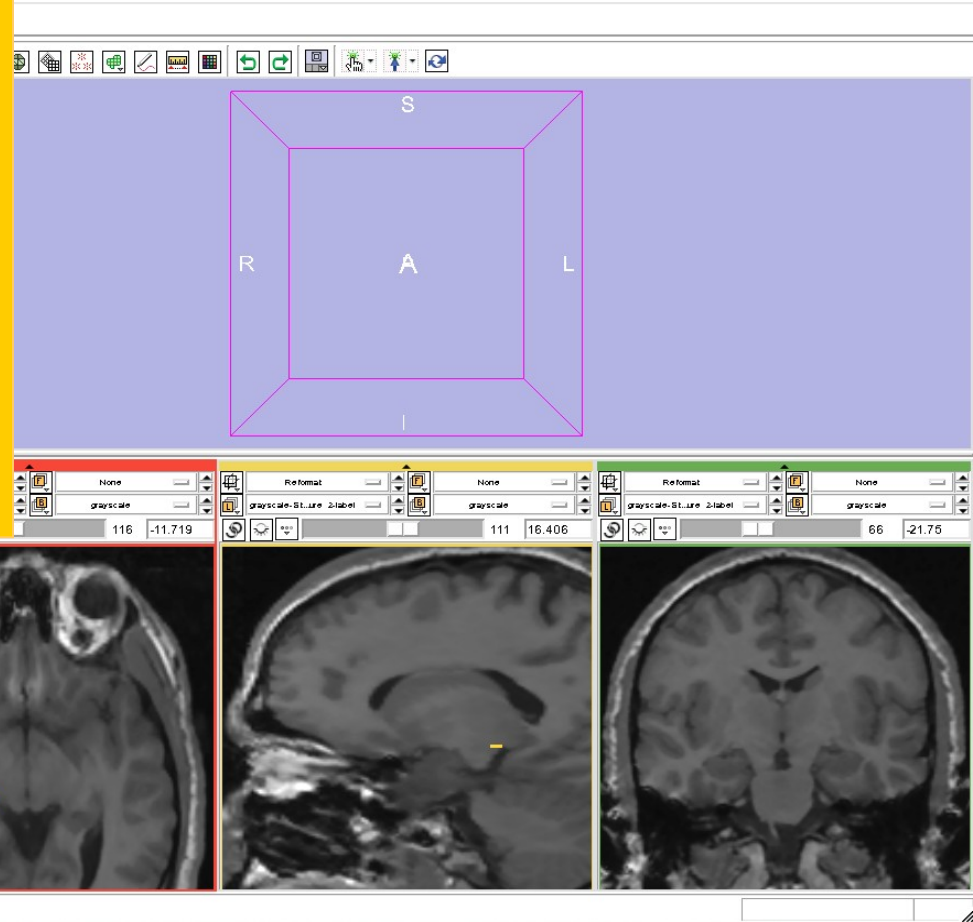 S
R A L
I
None Reformat None Reformat None
grayscale grayscale-St...ure 2-label grayscale grayscale-St...ure 2-label grayscale
116 -11.719 111 16.406 66 -21.75